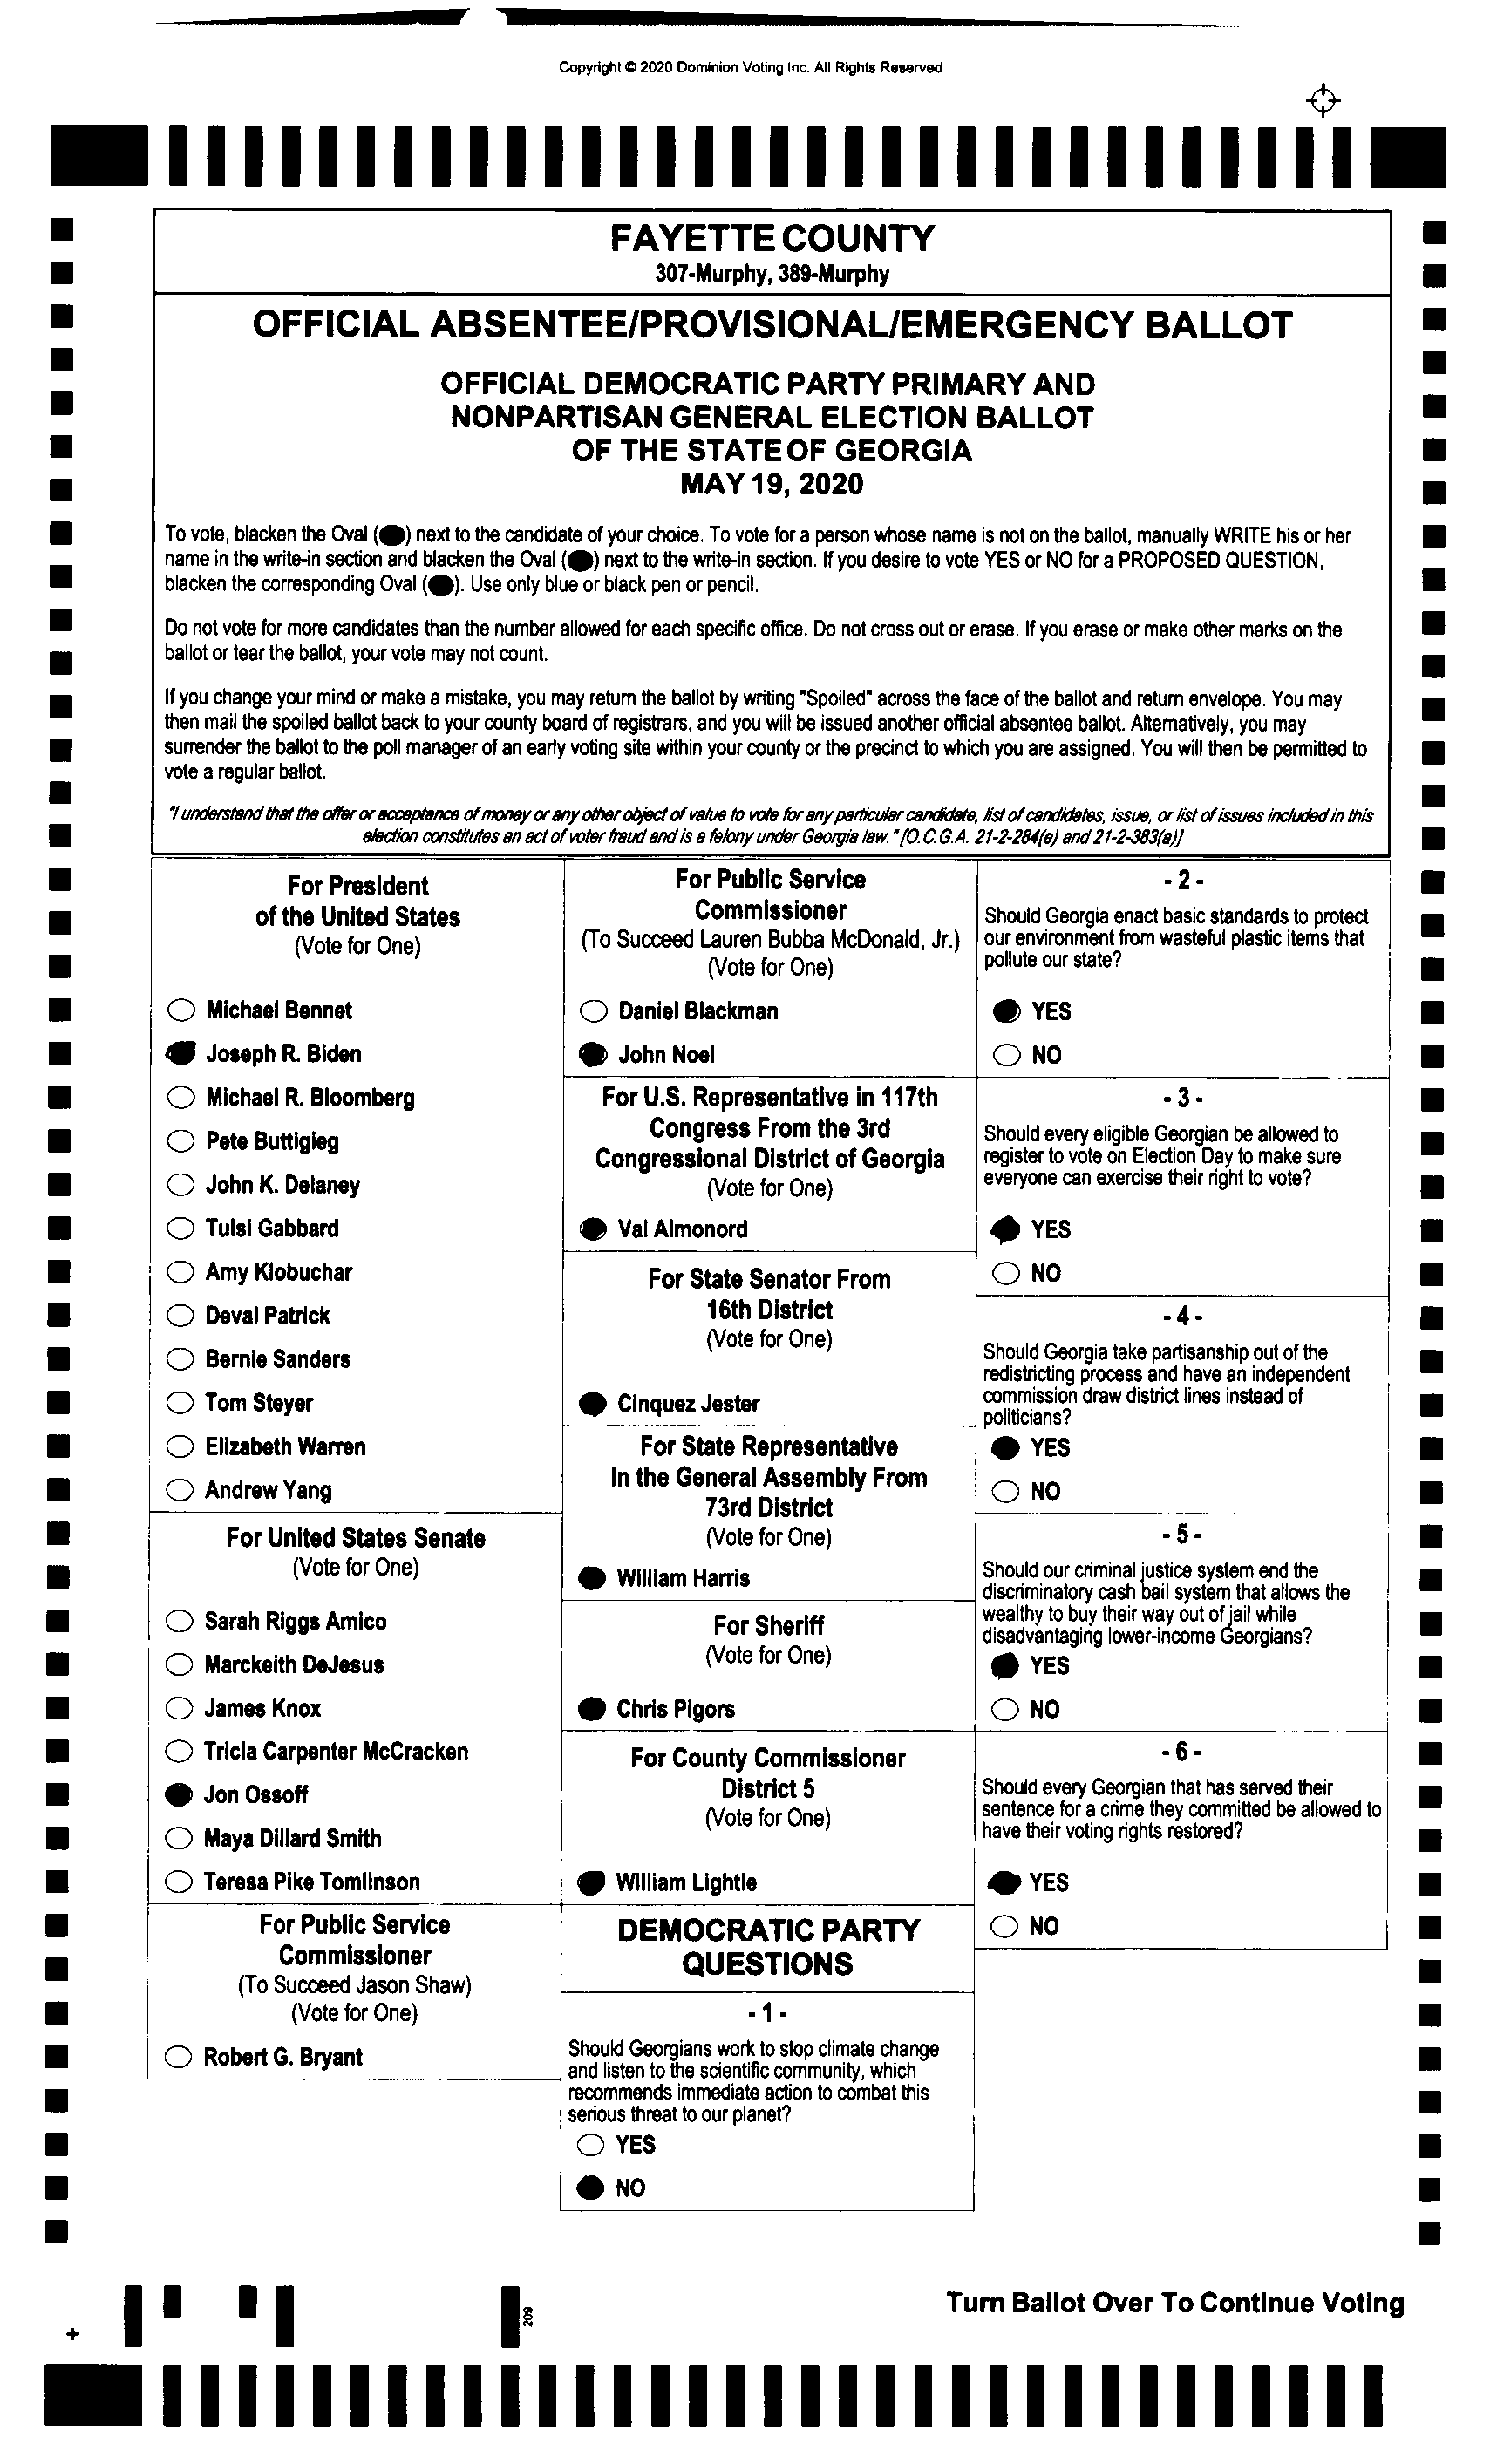 Copyright © 2020 Dominion Voting Inc. All Rights Reserved
FAYETTE COUNTY
307-Murphy, 389-Murphy
OFFICIAL ABSENTEE/PROVISIONAL/EMERGENCY BALLOT
OFFICIAL DEMOCRATIC PARTY PRIMARY AND
NONPARTISAN GENERAL ELECTION BALLOT
OF THE STATE OF GEORGIA
MAY 19, 2020
To vote, blacken the Oval ( ) next to the candidate of your choice. To vote for a person whose name is not on the ballot, manually WRITE his or her
name in the write-in section and blacken the Oval ( ) next to the write-in section. If you desire to vote YES or NO for a PROPOSED QUESTION,
blacken the corresponding Oval ( ). Use only blue or black pen or pencil.
Do not vote for more candidates than the number allowed for each specific office. Do not cross out or erase. If you erase or make other marks on the
ballot or tear the ballot, your vote may not count.
If you change your mind or make a mistake, you may return the ballot by writing "Spoiled" across the face of the ballot and return envelope. You may
then mail the spoiled ballot back to your county board of registrars, and you will be issued another official absentee ballot. Alternatively, you may
surrender the ballot to the poll manager of an early voting site within your county or the precinct to which you are assigned. You will then be permitted to
vote a regular ballot.
"I understand that the offer or acceptance of money or any other object of value to vote for any particular candidate, list of candidates, issue, or list of issues included in this
election constitutes an act of voter fraud and is a felony under Georgia law." [O.C.G.A. 21-2-284(e) and 21-2-383(a)]
For President
of the United States
(Vote for One)
Michael Bennet
Joseph R. Biden
Michael R. Bloomberg
Pete Buttigieg
John K. Delaney
Tulsi Gabbard
Amy Klobuchar
Deval Patrick
Bernie Sanders
Tom Steyer
Elizabeth Warren
Andrew Yang
For United States Senate
(Vote for One)
Sarah Riggs Amico
Marckeith DeJesus
James Knox
Tricia Carpenter McCracken
Jon Ossoff
Maya Dillard Smith
Teresa Pike Tomlinson
For Public Service
Commissioner
(To Succeed Jason Shaw)
(Vote for One)
Robert G. Bryant
For Public Service
Commissioner
(To Succeed Lauren Bubba McDonald, Jr.)
(Vote for One)
Daniel Blackman
John Noel
For U.S. Representative in 117th
Congress From the 3rd
Congressional District of Georgia
(Vote for One)
Val Almonord
For State Senator From
16th District
(Vote for One)
Cinquez Jester
For State Representative
In the General Assembly From
73rd District
(Vote for One)
William Harris
For Sheriff
(Vote for One)
Chris Pigors
For County Commissioner
District 5
(Vote for One)
William Lightle
DEMOCRATIC PARTY
QUESTIONS
- 1 -
Should Georgians work to stop climate change
and listen to the scientific community, which
recommends immediate action to combat this
serious threat to our planet?
YES
NO
- 2 -
Should Georgia enact basic standards to protect
our environment from wasteful plastic items that
pollute our state?
YES
NO
- 3 -
Should every eligible Georgian be allowed to
register to vote on Election Day to make sure
everyone can exercise their right to vote?
YES
NO
- 4 -
Should Georgia take partisanship out of the
redistricting process and have an independent
commission draw district lines instead of
politicians?
YES
NO
- 5 -
Should our criminal justice system end the
discriminatory cash bail system that allows the
wealthy to buy their way out of jail while
disadvantaging lower-income Georgians?
YES
NO
- 6 -
Should every Georgian that has served their
sentence for a crime they committed be allowed to
have their voting rights restored?
YES
NO
Turn Ballot Over To Continue Voting
209